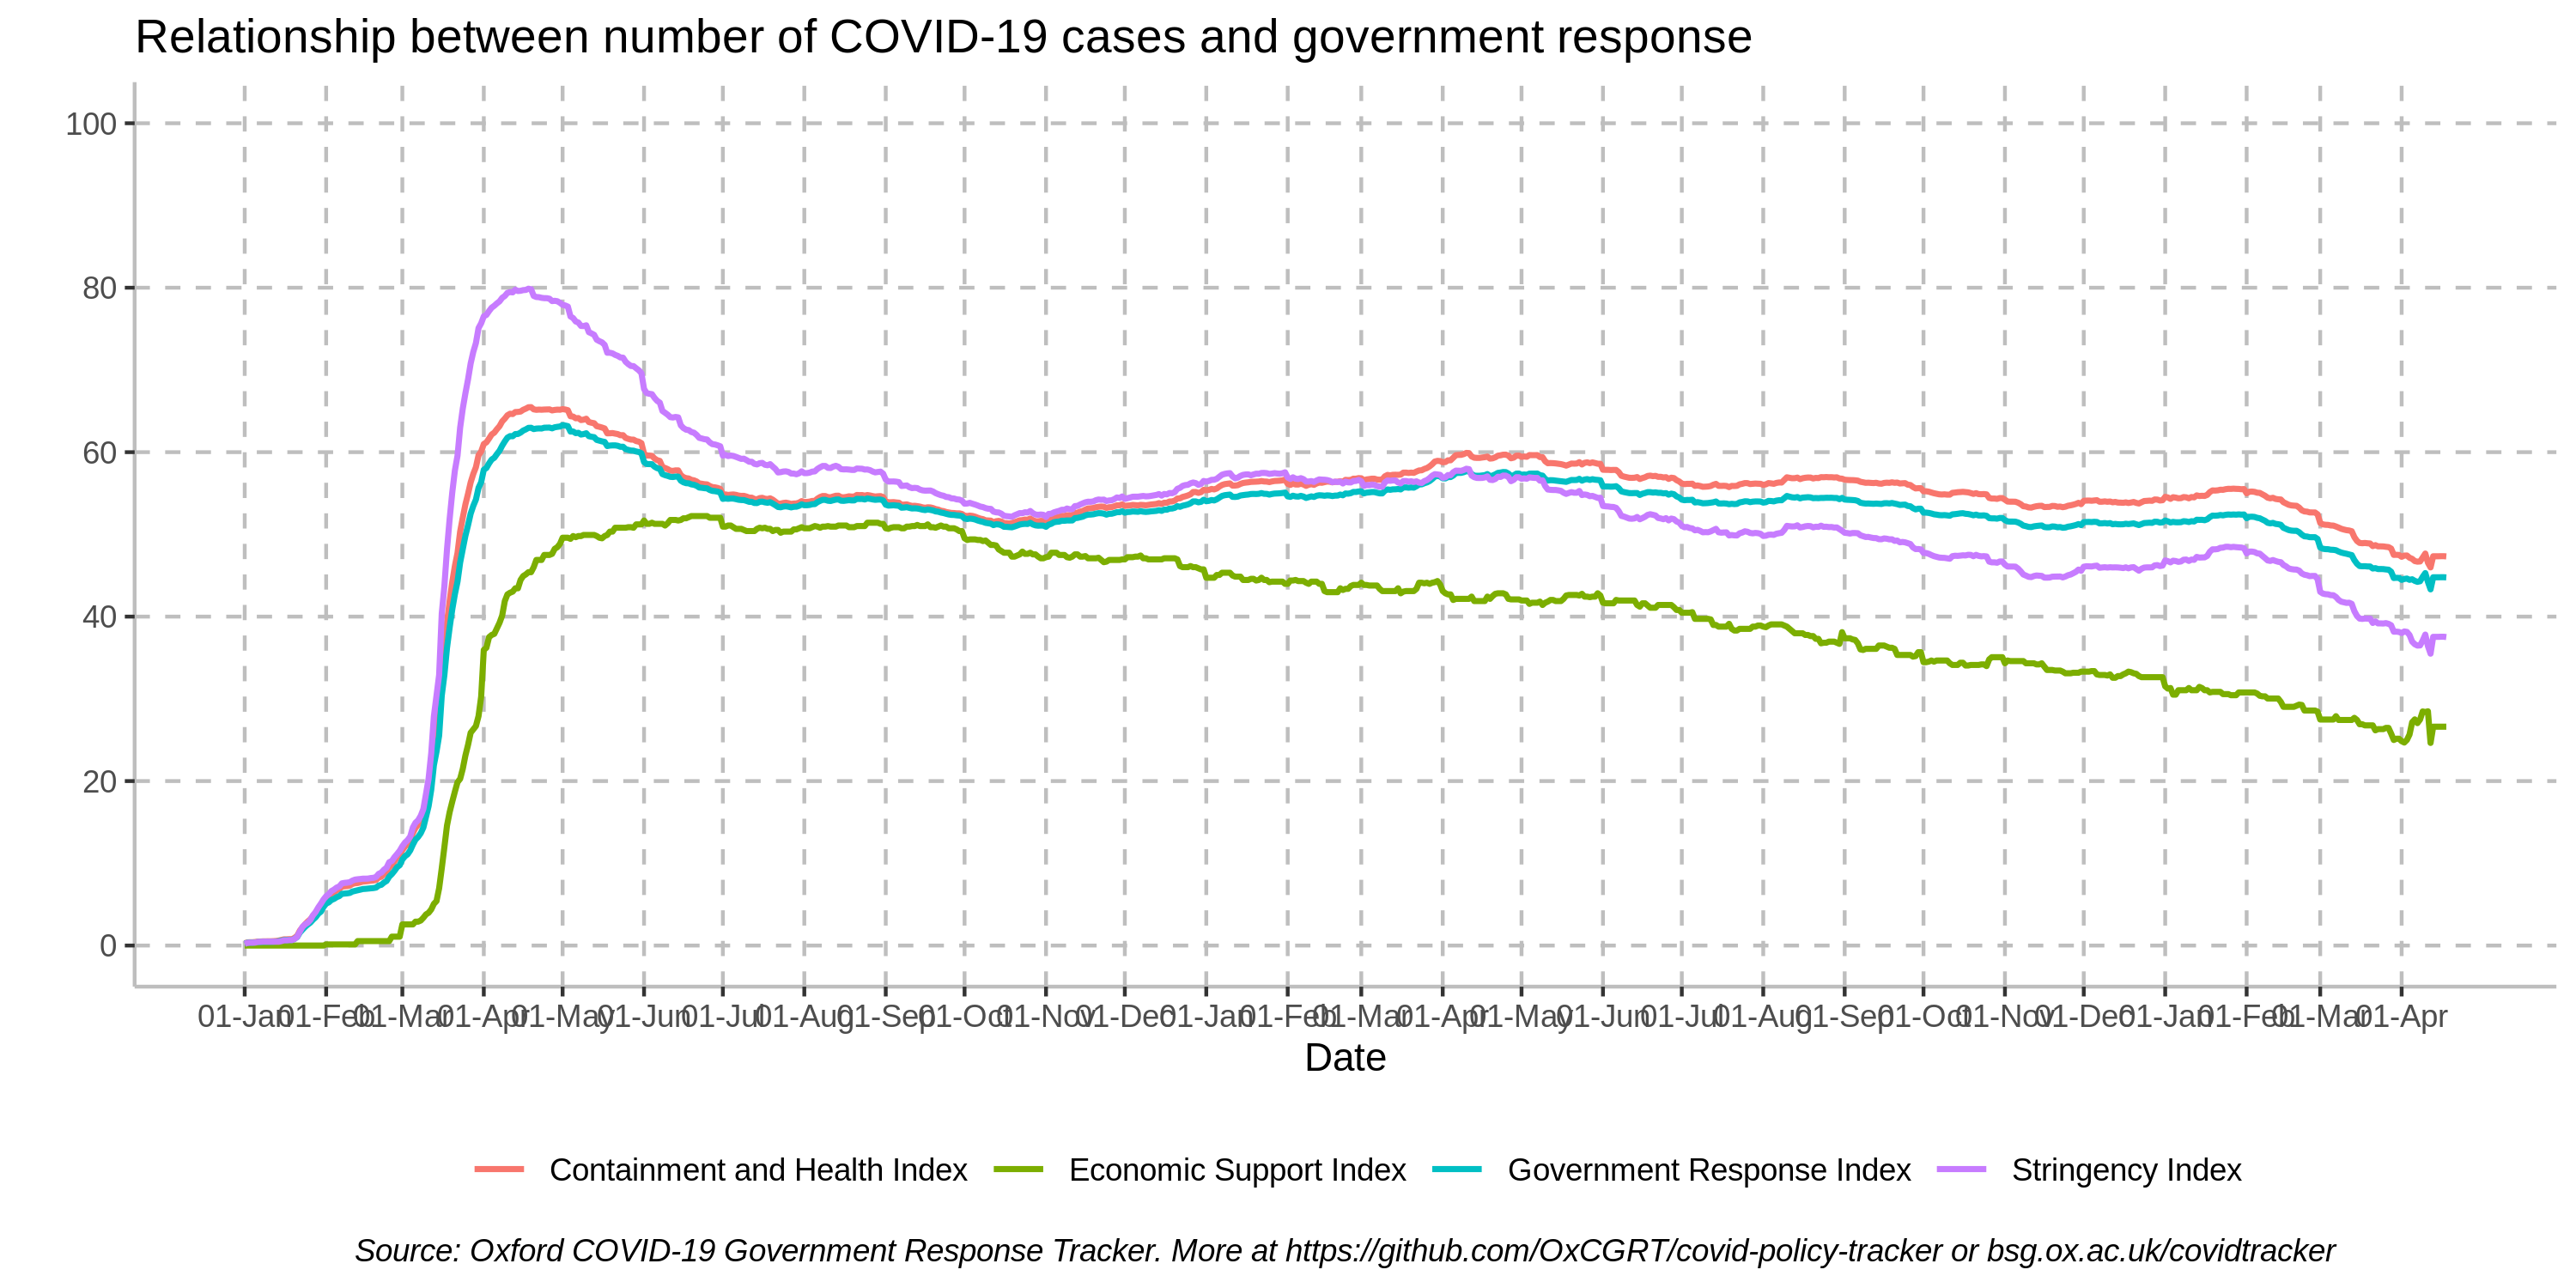 Relationship between number of COVID-19 cases and government response
100
80
60
40
20
0
01-Jan 01-Feb 01-Mar 01-Apr 01-May 01-Jun 01-Jul 01-Aug 01-Sep 01-Oct 01-Nov 01-Dec 01-Jan 01-Feb 01-Mar 01-Apr 01-May 01-Jun 01-Jul 01-Aug 01-Sep 01-Oct 01-Nov 01-Dec 01-Jan 01-Feb 01-Mar 01-Apr
Date
Containment and Health Index Economic Support Index Government Response Index Stringency Index
Source: Oxford COVID-19 Government Response Tracker. More at https://github.com/OxCGRT/covid-policy-tracker or bsg.ox.ac.uk/covidtracker